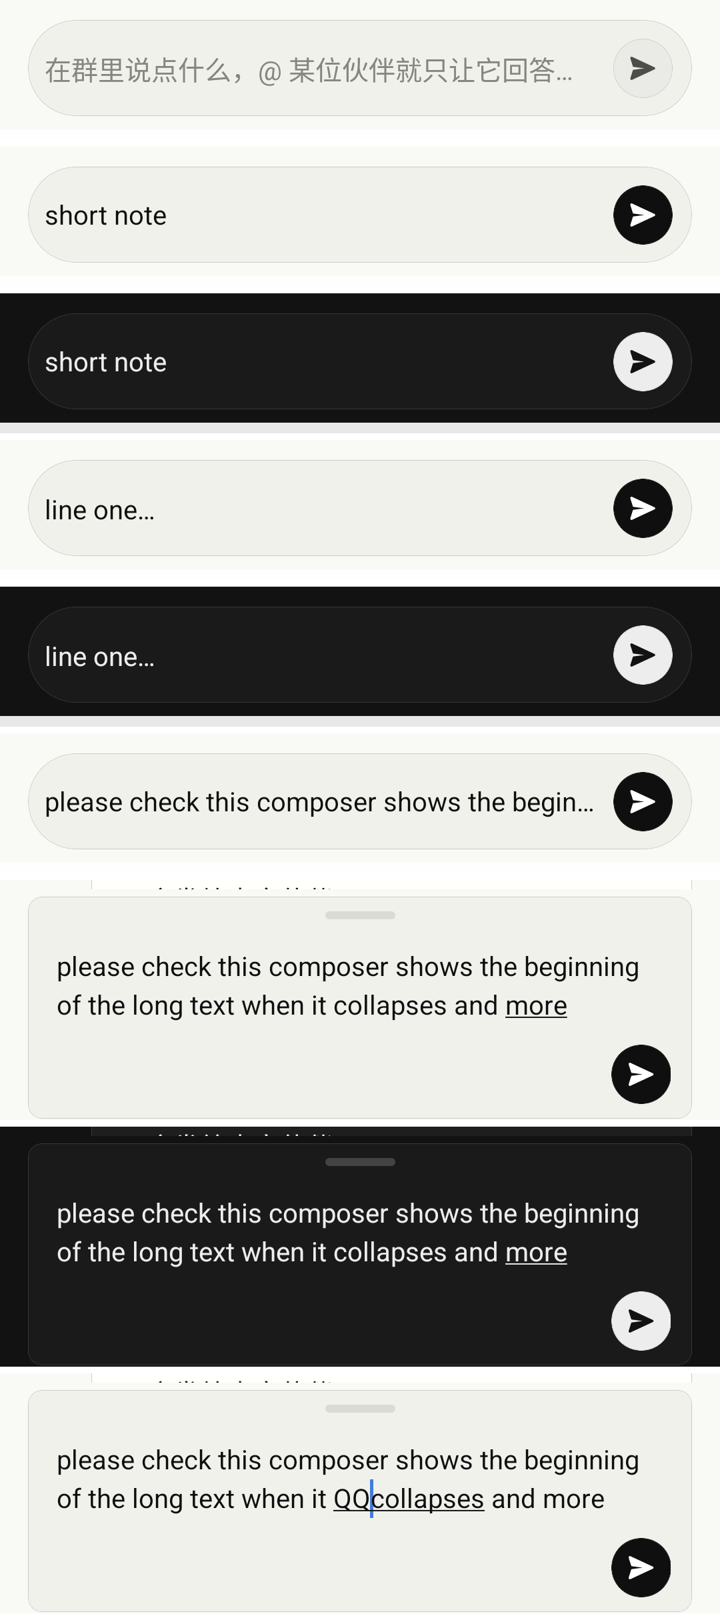 在群里说点什么，@ 某位伙伴就只让它回答...
short note
short note
line one...
line one...
please check this composer shows the begin...
please check this composer shows the beginning
of the long text when it collapses and more
please check this composer shows the beginning
of the long text when it collapses and more
please check this composer shows the beginning
of the long text when it QQcollapses and more